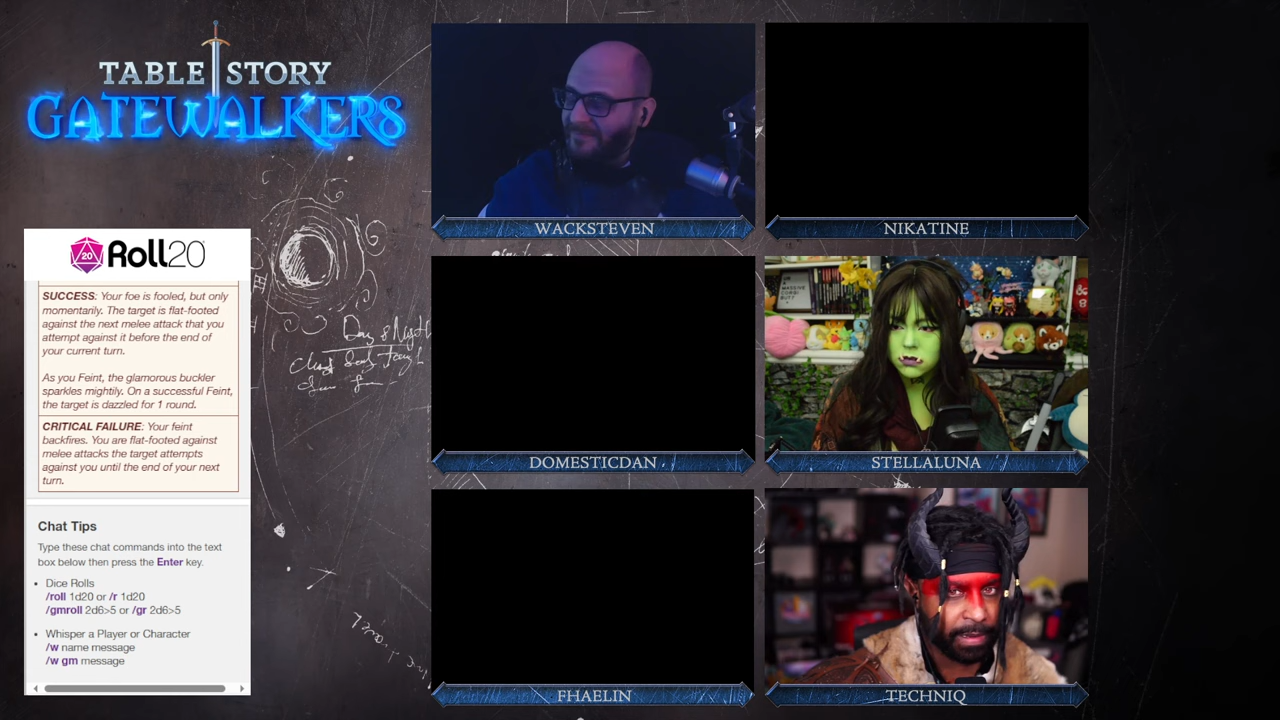 TABLE STORY
GATEWALKERS
Roll20
SUCCESS: Your foe is fooled, but only
momentarily. The target is flat-footed
against the next melee attack that you
attempt against it before the end of
your current turn.
As you Feint, the glamorous buckler
sparkles mightily. On a successful Feint,
the target is dazzled for 1 round.
CRITICAL FAILURE: Your feint
backfires. You are flat-footed against
melee attacks the target attempts
against you until the end of your next
turn.
Chat Tips
Type these chat commands into the text
box below then press the Enter key.
• Dice Rolls
/roll 1d20 or /r 1d20
/gmroll 2d6>5 or /gr 2d6>5
• Whisper a Player or Character
/w name message
/w gm message
WACKSTEVEN
NIKATINE
DOMESTICDAN
STELLALUNA
FHAELIN
TECHNIQ